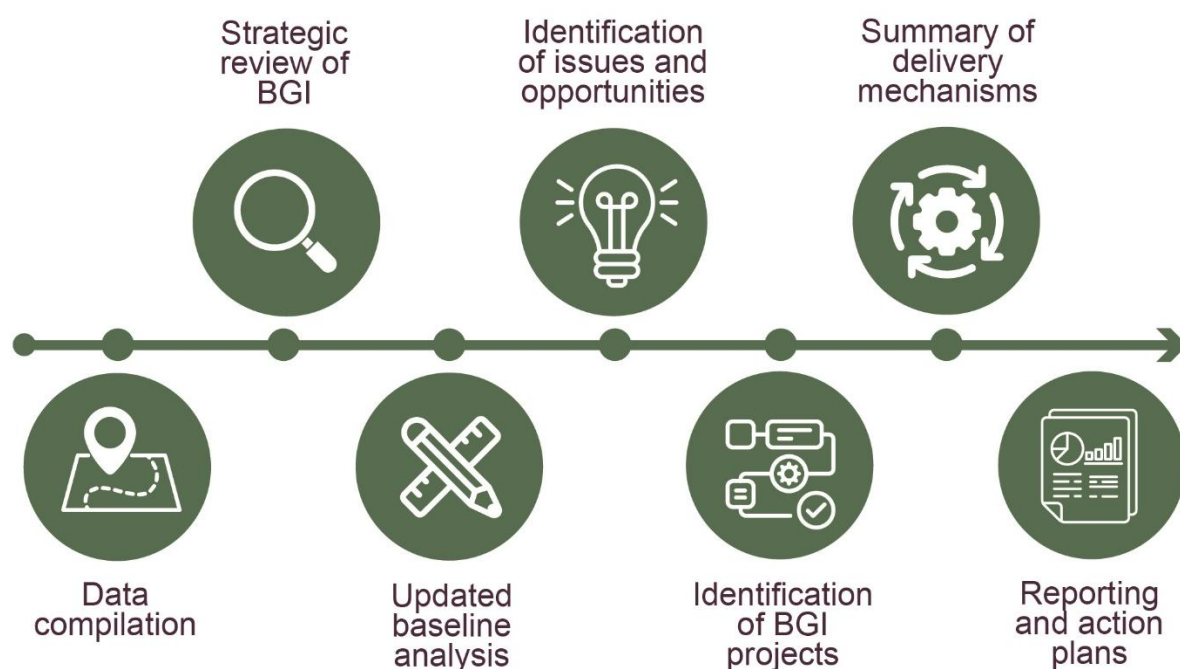 Strategic
review of
BGI
Identification
of issues and
opportunities
Summary of
delivery
mechanisms
Data
compilation
Updated
baseline
analysis
Identification
of BGI
projects
Reporting
and action
plans